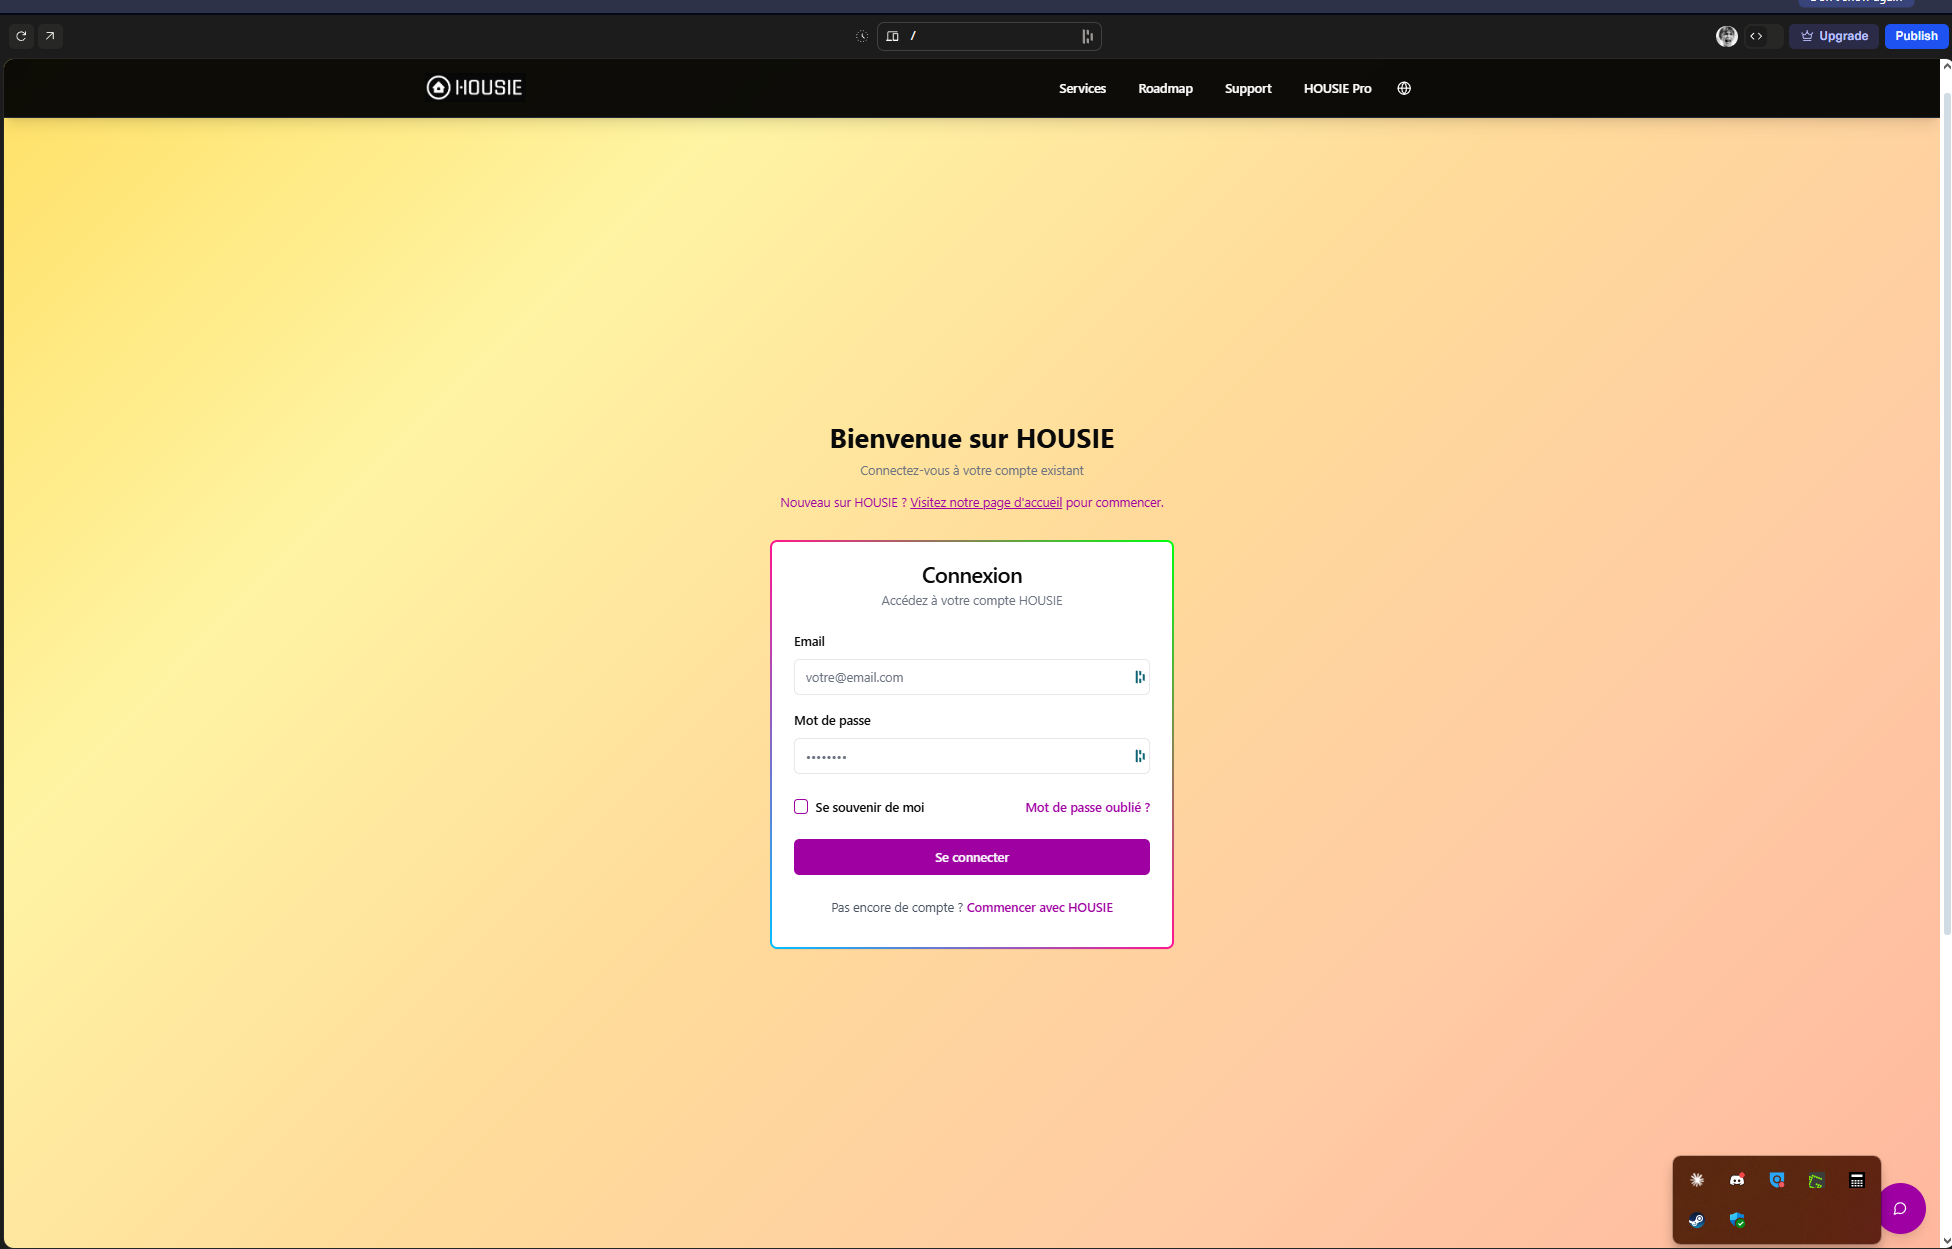 /
Upgrade
Publish
HOUSIE
Services
Roadmap
Support
HOUSIE Pro
Bienvenue sur HOUSIE
Connectez-vous à votre compte existant
Nouveau sur HOUSIE ? Visitez notre page d'accueil pour commencer.
Connexion
Accédez à votre compte HOUSIE
Email
votre@email.com
Mot de passe
••••••••
Se souvenir de moi
Mot de passe oublié ?
Se connecter
Pas encore de compte ? Commencer avec HOUSIE